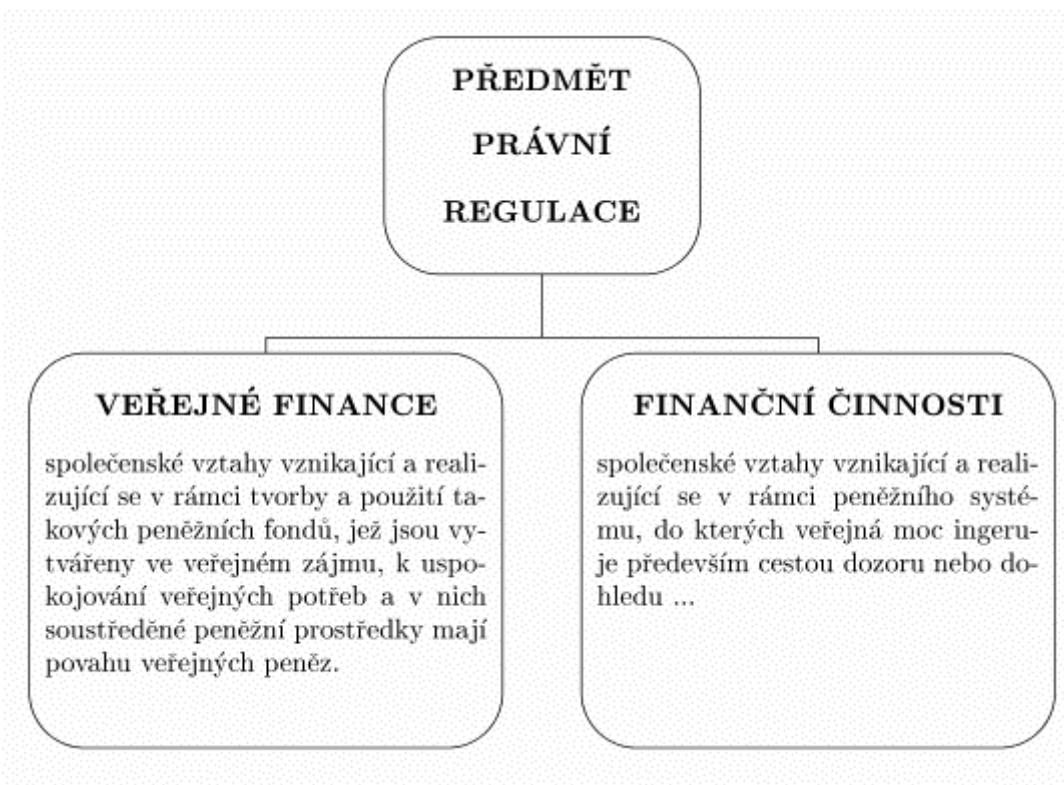 PŘEDMĚT
PRÁVNÍ
REGULACE
VEŘEJNÉ FINANCE
společenské vztahy vznikající a reali-
zující se v rámci tvorby a použití ta-
kových peněžních fondů, jež jsou vy-
tvářeny ve veřejném zájmu, k uspo-
kojování veřejných potřeb a v nich
soustředěné peněžní prostředky mají
povahu veřejných peněz.
FINANČNÍ ČINNOSTI
společenské vztahy vznikající a reali-
zující se v rámci peněžního systé-
mu, do kterých veřejná moc ingeru-
je především cestou dozoru nebo do-
hledu ...